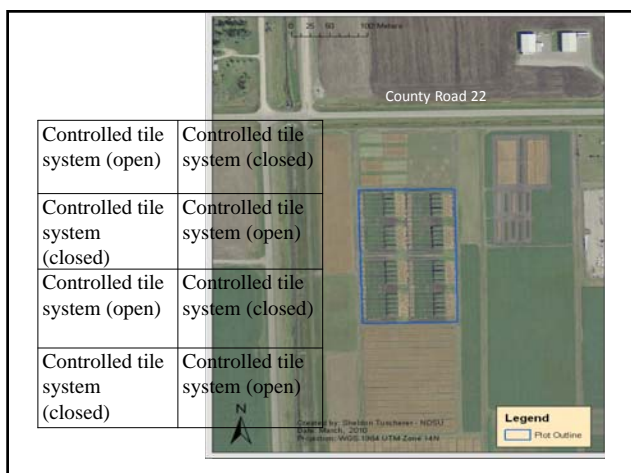 0 25 50 100 Meters
County Road 22
Controlled tile
system (open)
Controlled tile
system (closed)
Controlled tile
system
(closed)
Controlled tile
system (open)
Controlled tile
system (open)
Controlled tile
system (closed)
Controlled tile
system
(closed)
Controlled tile
system (open)
N
Created by: Sheldon Tuscherer - NDSU
Date: March, 2010
Projection: WGS 1984 UTM Zone 14N
Legend
Plot Outline